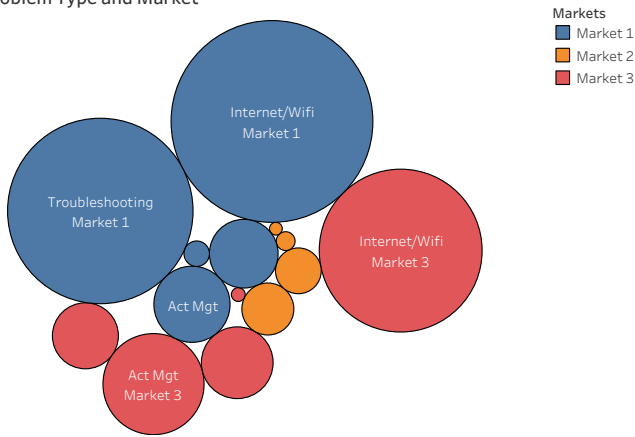 oblem Type and Market
Markets
Market 1
Market 2
Market 3
Internet/Wifi
Market 1
Troubleshooting
Market 1
Internet/Wifi
Market 3
Act Mgt
Act Mgt
Market 3